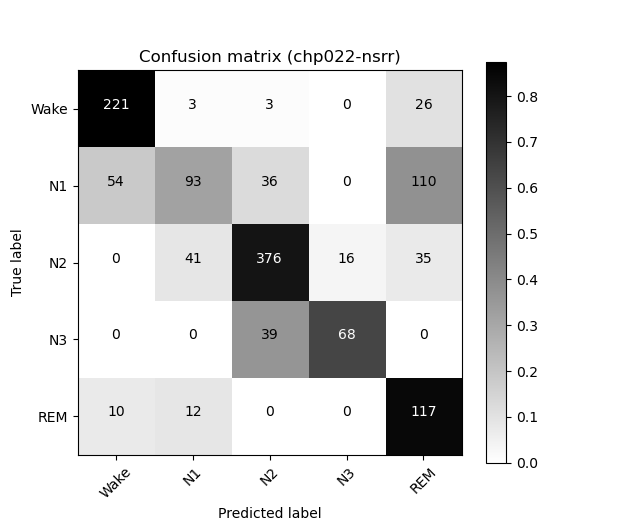 Confusion matrix (chp022-nsrr)
Wake 221 3 3 0 26
N1 54 93 36 0 110
N2 0 41 376 16 35
N3 0 0 39 68 0
REM 10 12 0 0 117
Wake N1 N2 N3 REM
Predicted label
True label
0.8
0.7
0.6
0.5
0.4
0.3
0.2
0.1
0.0